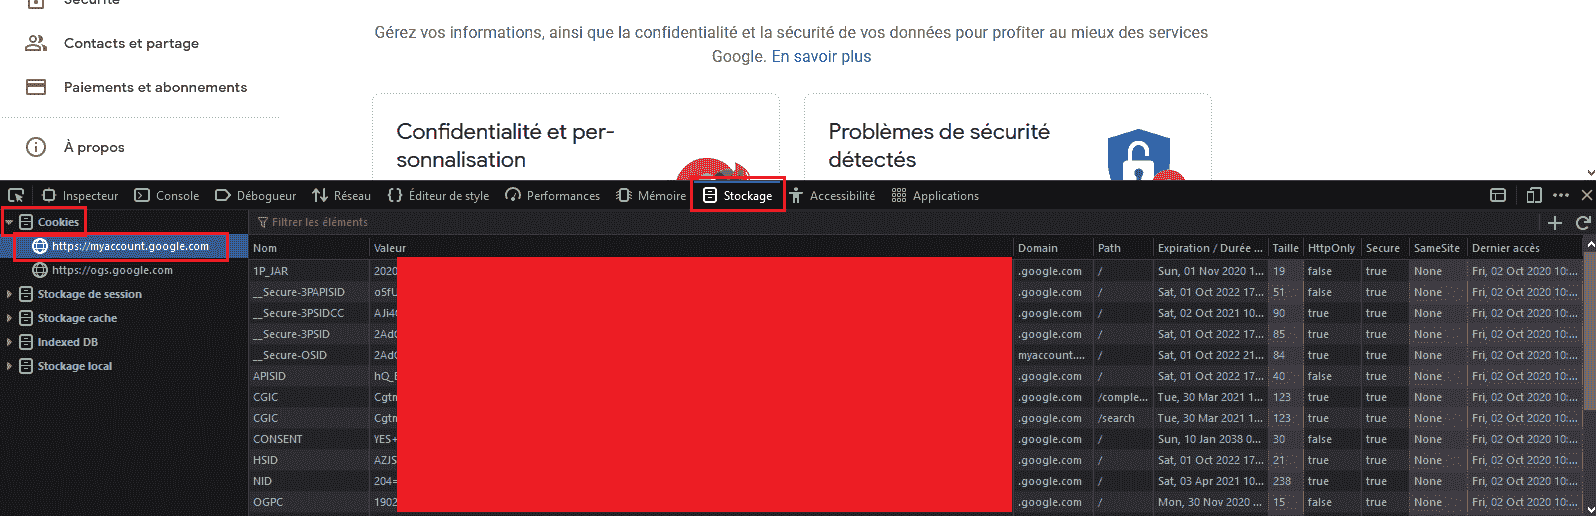 Sécurité
Contacts et partage
Paiements et abonnements
À propos
Gérez vos informations, ainsi que la confidentialité et la sécurité de vos données pour profiter au mieux des services
Google. En savoir plus
Confidentialité et per-
sonnalisation
Problèmes de sécurité
détectés
Inspecteur Console Débogueur Réseau Éditeur de style Performances Mémoire Stockage Accessibilité Applications
Cookies
https://myaccount.google.com
https://ogs.google.com
Stockage de session
Stockage cache
Indexed DB
Stockage local
Filtrer les éléments
Nom Valeur Domain Path Expiration / Durée ... Taille HttpOnly Secure SameSite Dernier accès
1P_JAR 2020 .google.com / Sun, 01 Nov 2020 1... 19 false true None Fri, 02 Oct 2020 10:...
__Secure-3PAPISID o5fU .google.com / Sat, 01 Oct 2022 17... 51 false true None Fri, 02 Oct 2020 10:...
__Secure-3PSIDCC AJi4 .google.com / Sat, 02 Oct 2021 10... 90 true true None Fri, 02 Oct 2020 10:...
__Secure-3PSID 2Ad .google.com / Sat, 01 Oct 2022 17... 85 true true None Fri, 02 Oct 2020 10:...
__Secure-OSID 2Ad myaccount.... / Sat, 01 Oct 2022 21... 84 true true None Fri, 02 Oct 2020 10:...
APISID hQ_ .google.com / Sat, 01 Oct 2022 17... 40 false true None Fri, 02 Oct 2020 10:...
CGIC Cgtm .google.com /comple... Tue, 30 Mar 2021 1... 123 true true None Fri, 02 Oct 2020 10:...
CGIC Cgtm .google.com /search Tue, 30 Mar 2021 1... 123 true true None Fri, 02 Oct 2020 10:...
CONSENT YES+ .google.com / Sun, 10 Jan 2038 0... 30 false true None Fri, 02 Oct 2020 10:...
HSID AZJS .google.com / Sat, 01 Oct 2022 17... 21 true true None Fri, 02 Oct 2020 10:...
NID 204= .google.com / Sat, 03 Apr 2021 10... 238 true true None Fri, 02 Oct 2020 10:...
OGPC 1902 .google.com / Mon, 30 Nov 2020 ... 15 false true None Fri, 02 Oct 2020 10:...